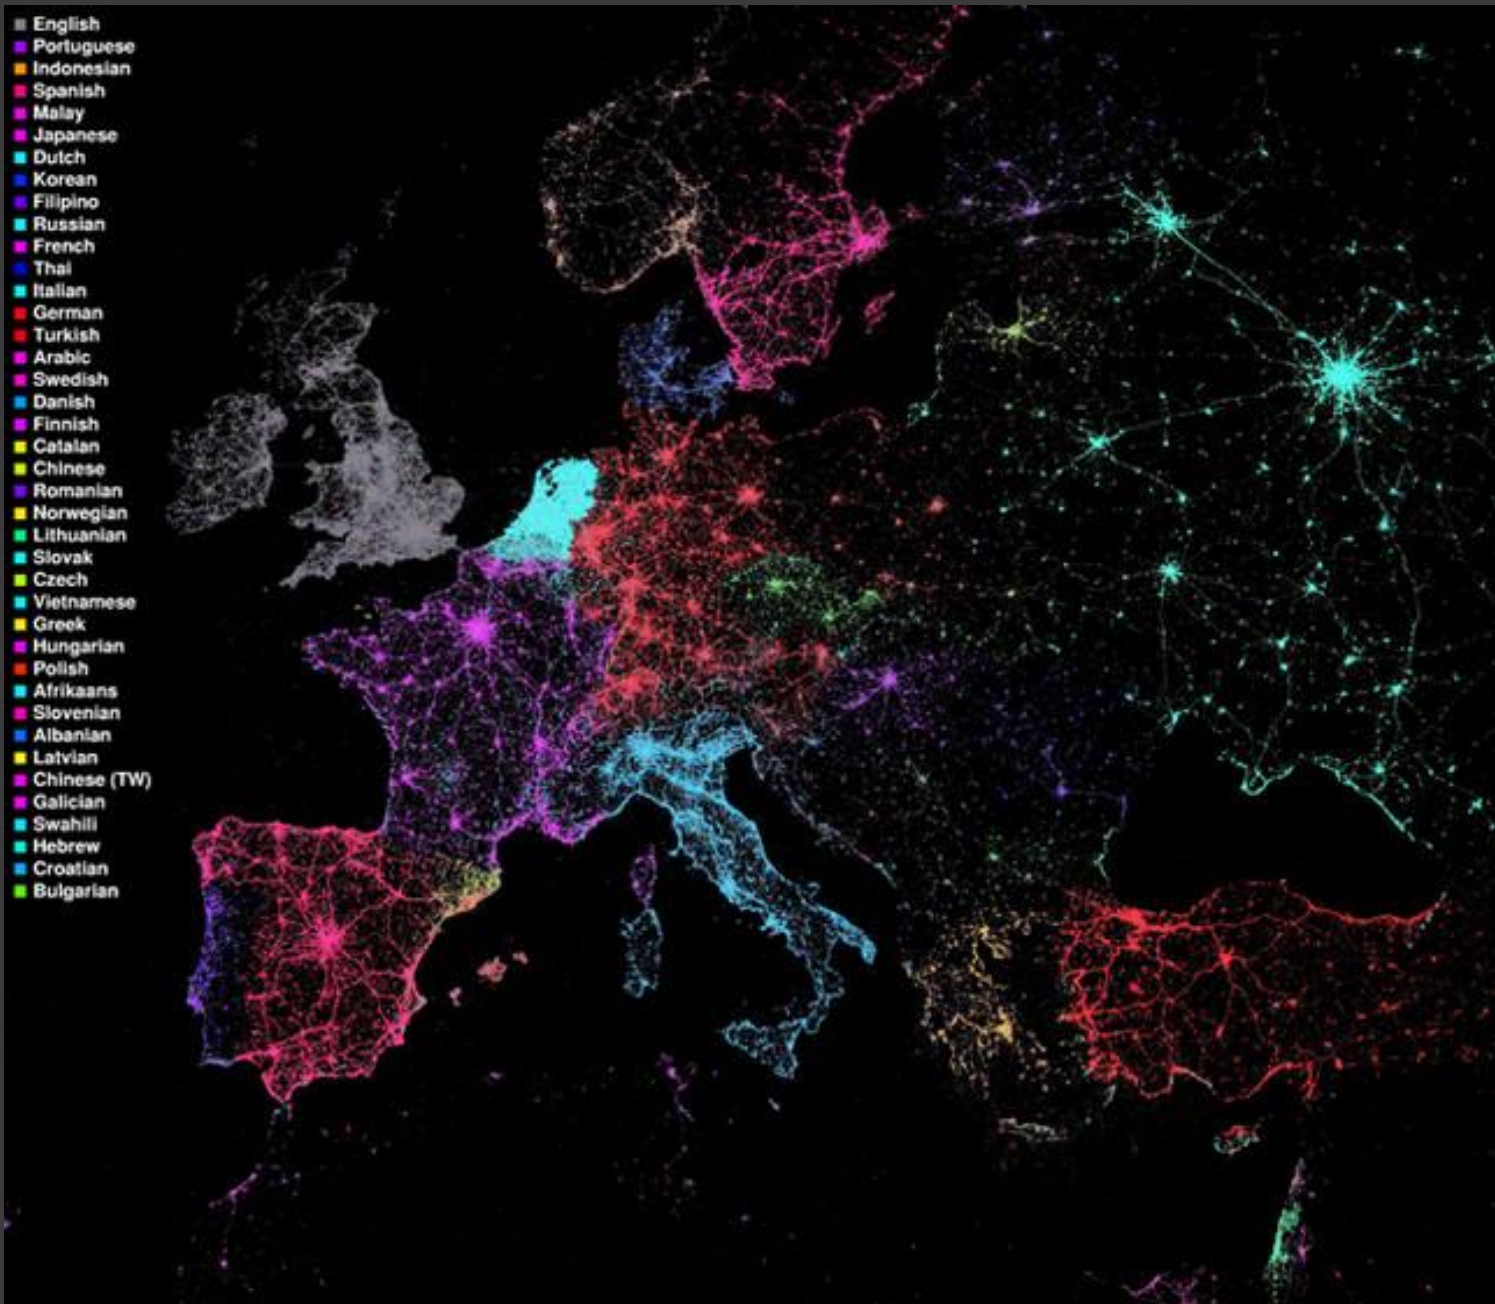 English
Portuguese
Indonesian
Spanish
Malay
Japanese
Dutch
Korean
Filipino
Russian
French
Thai
Italian
German
Turkish
Arabic
Swedish
Danish
Finnish
Catalan
Chinese
Romanian
Norwegian
Lithuanian
Slovak
Czech
Vietnamese
Greek
Hungarian
Polish
Afrikaans
Slovenian
Albanian
Latvian
Chinese (TW)
Galician
Swahili
Hebrew
Croatian
Bulgarian